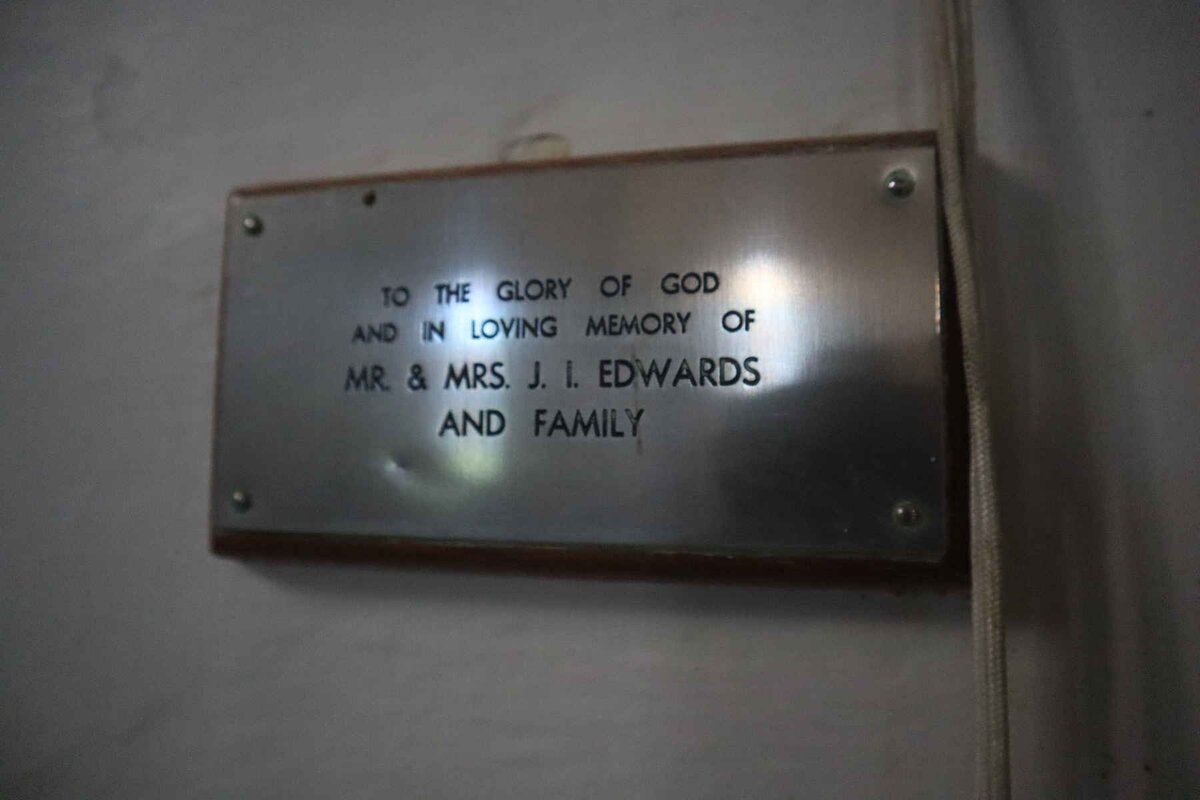 TO THE GLORY OF GOD
AND IN LOVING MEMORY OF
MR. & MRS. J. I. EDWARDS
AND FAMILY